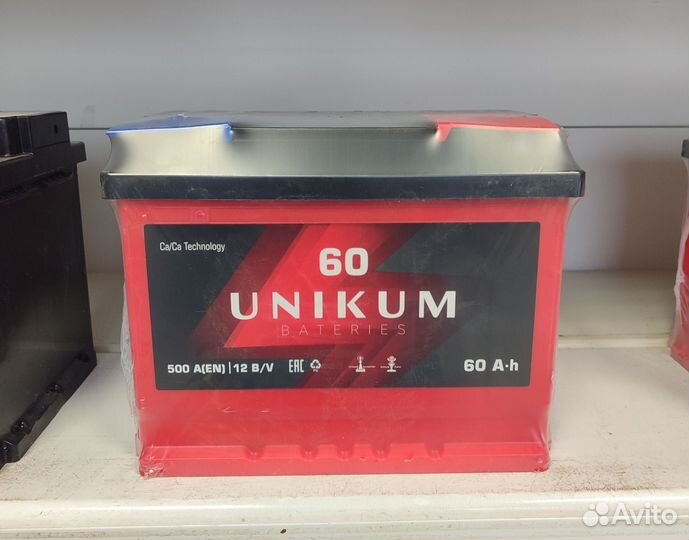 Ca/Ca Technology
60
UNIKUM
BATERIES
500 A(EN) | 12 B/V
EAC
60 A·h
Avito